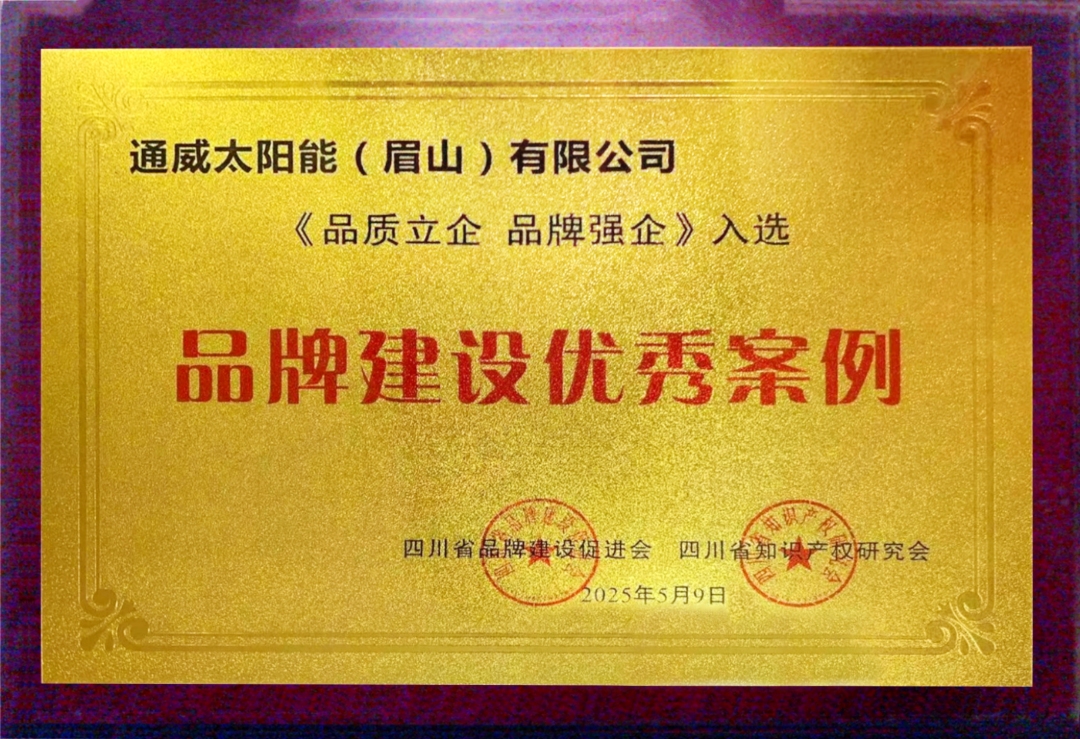 通威太阳能（眉山）有限公司
《品质立企 品牌强企》入选
品牌建设优秀案例
四川省品牌建设促进会 四川省知识产权研究会
2025年5月9日